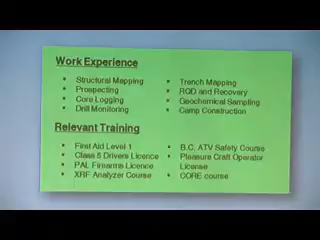 Work Experience
Structural Mapping
Prospecting
Core Logging
Drill Monitoring
Trench Mapping
RQD and Recovery
Geochemical Sampling
Camp Construction
Relevant Training
First Aid Level 1
Class 5 Drivers Licence
PAL Firearms Licence
XRF Analyzer Course
B.C. ATV Safety Course
Pleasure Craft Operator
License
CORE course